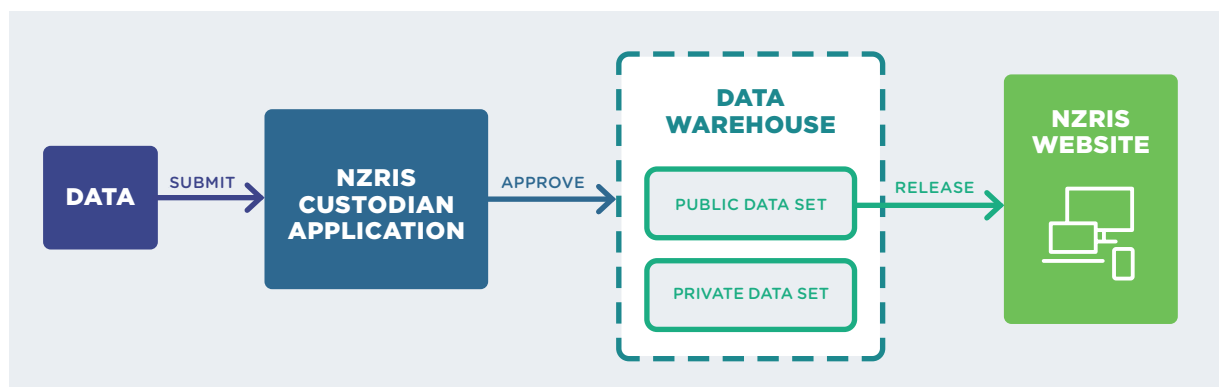 DATA
SUBMIT
NZRIS
CUSTODIAN
APPLICATION
APPROVE
DATA
WAREHOUSE
PUBLIC DATA SET
PRIVATE DATA SET
RELEASE
NZRIS
WEBSITE